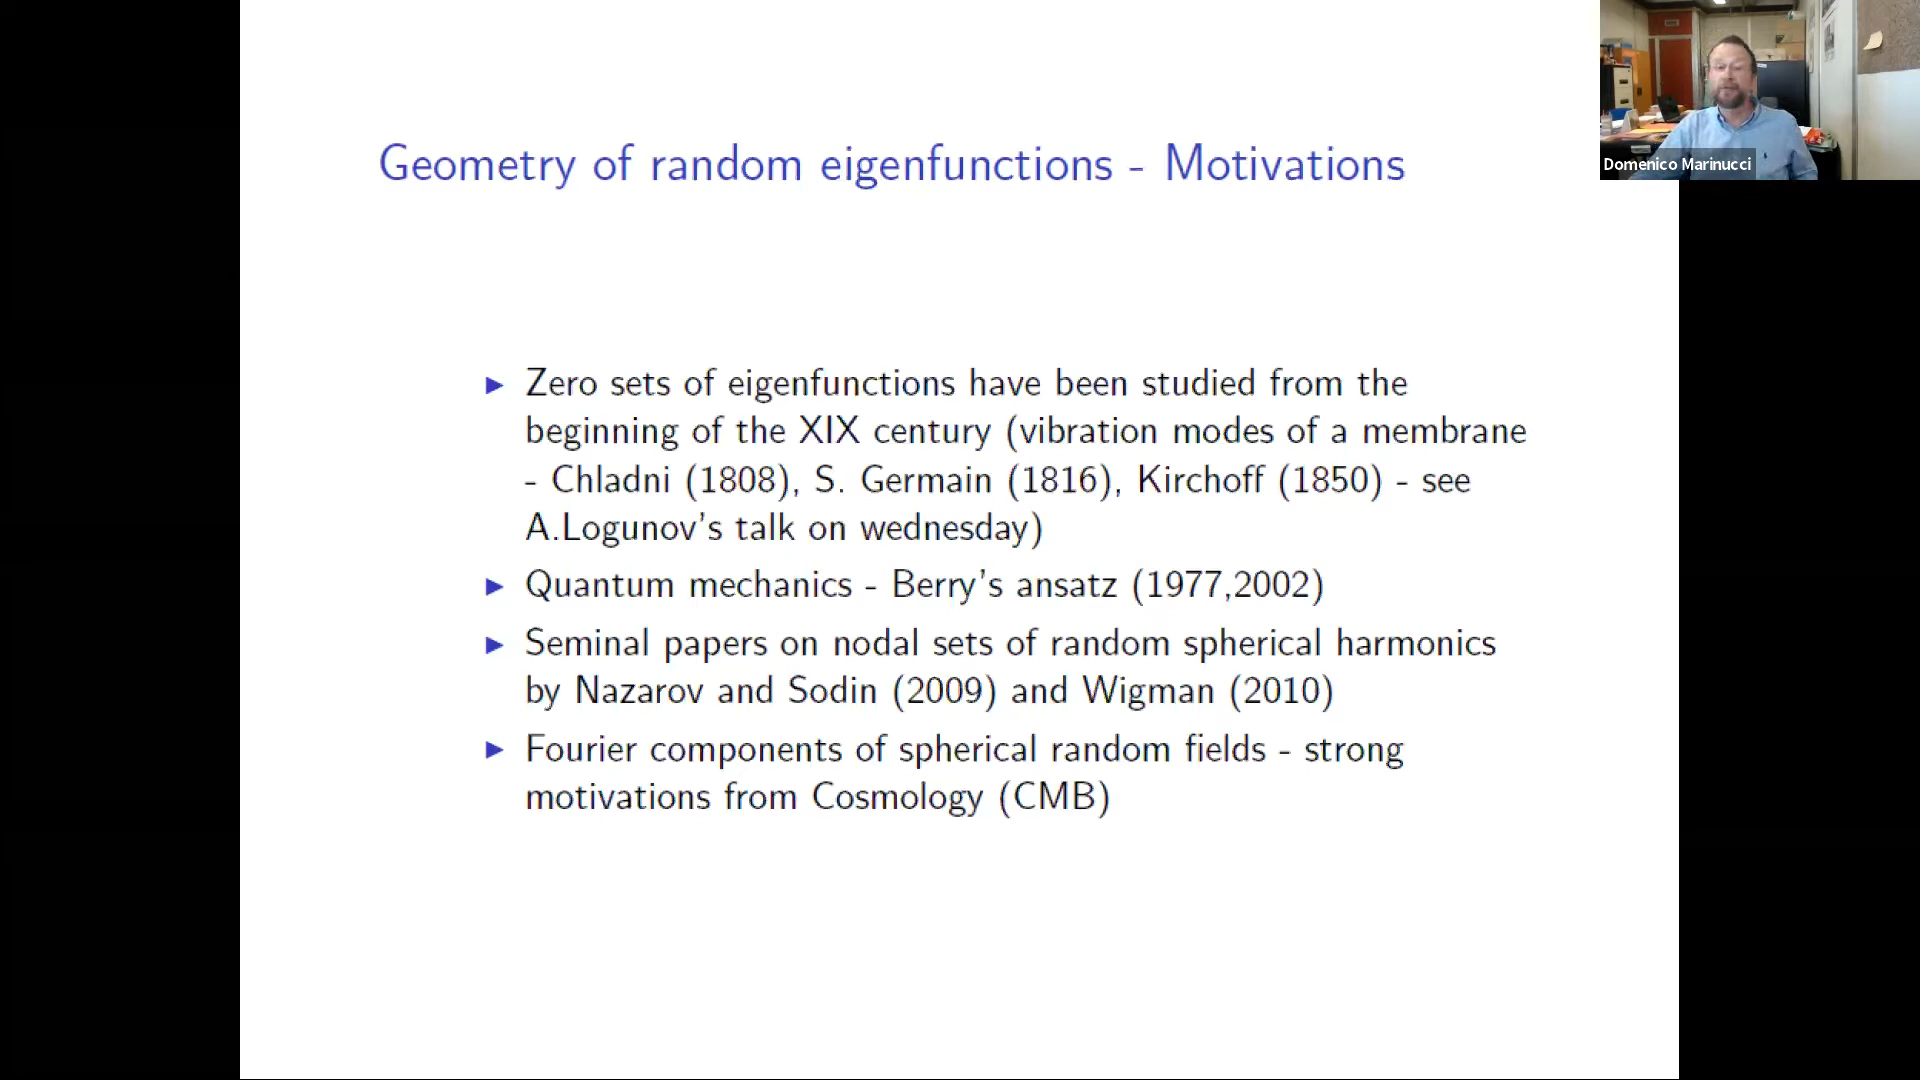 Geometry of random eigenfunctions - Motivations
Domenico Marinucci
▶ Zero sets of eigenfunctions have been studied from the
beginning of the XIX century (vibration modes of a membrane
- Chladni (1808), S. Germain (1816), Kirchoff (1850) - see
A.Logunov's talk on wednesday)
▶ Quantum mechanics - Berry's ansatz (1977,2002)
▶ Seminal papers on nodal sets of random spherical harmonics
by Nazarov and Sodin (2009) and Wigman (2010)
▶ Fourier components of spherical random fields - strong
motivations from Cosmology (CMB)